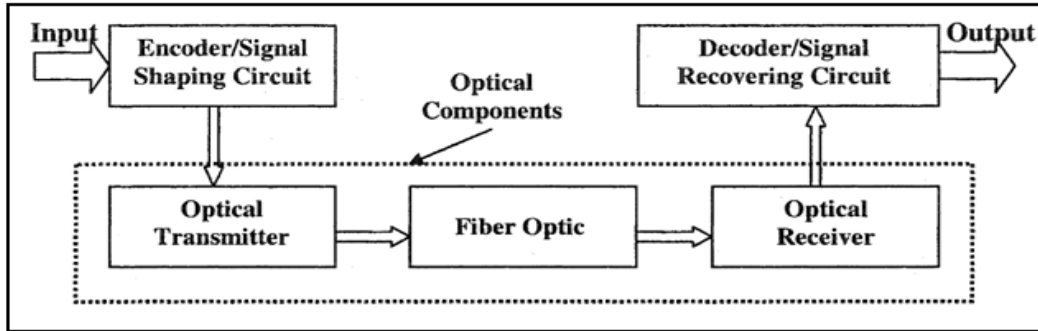 Input
Encoder/Signal
Shaping Circuit
Decoder/Signal
Recovering Circuit
Output
Optical
Components
Optical
Transmitter
Fiber Optic
Optical
Receiver